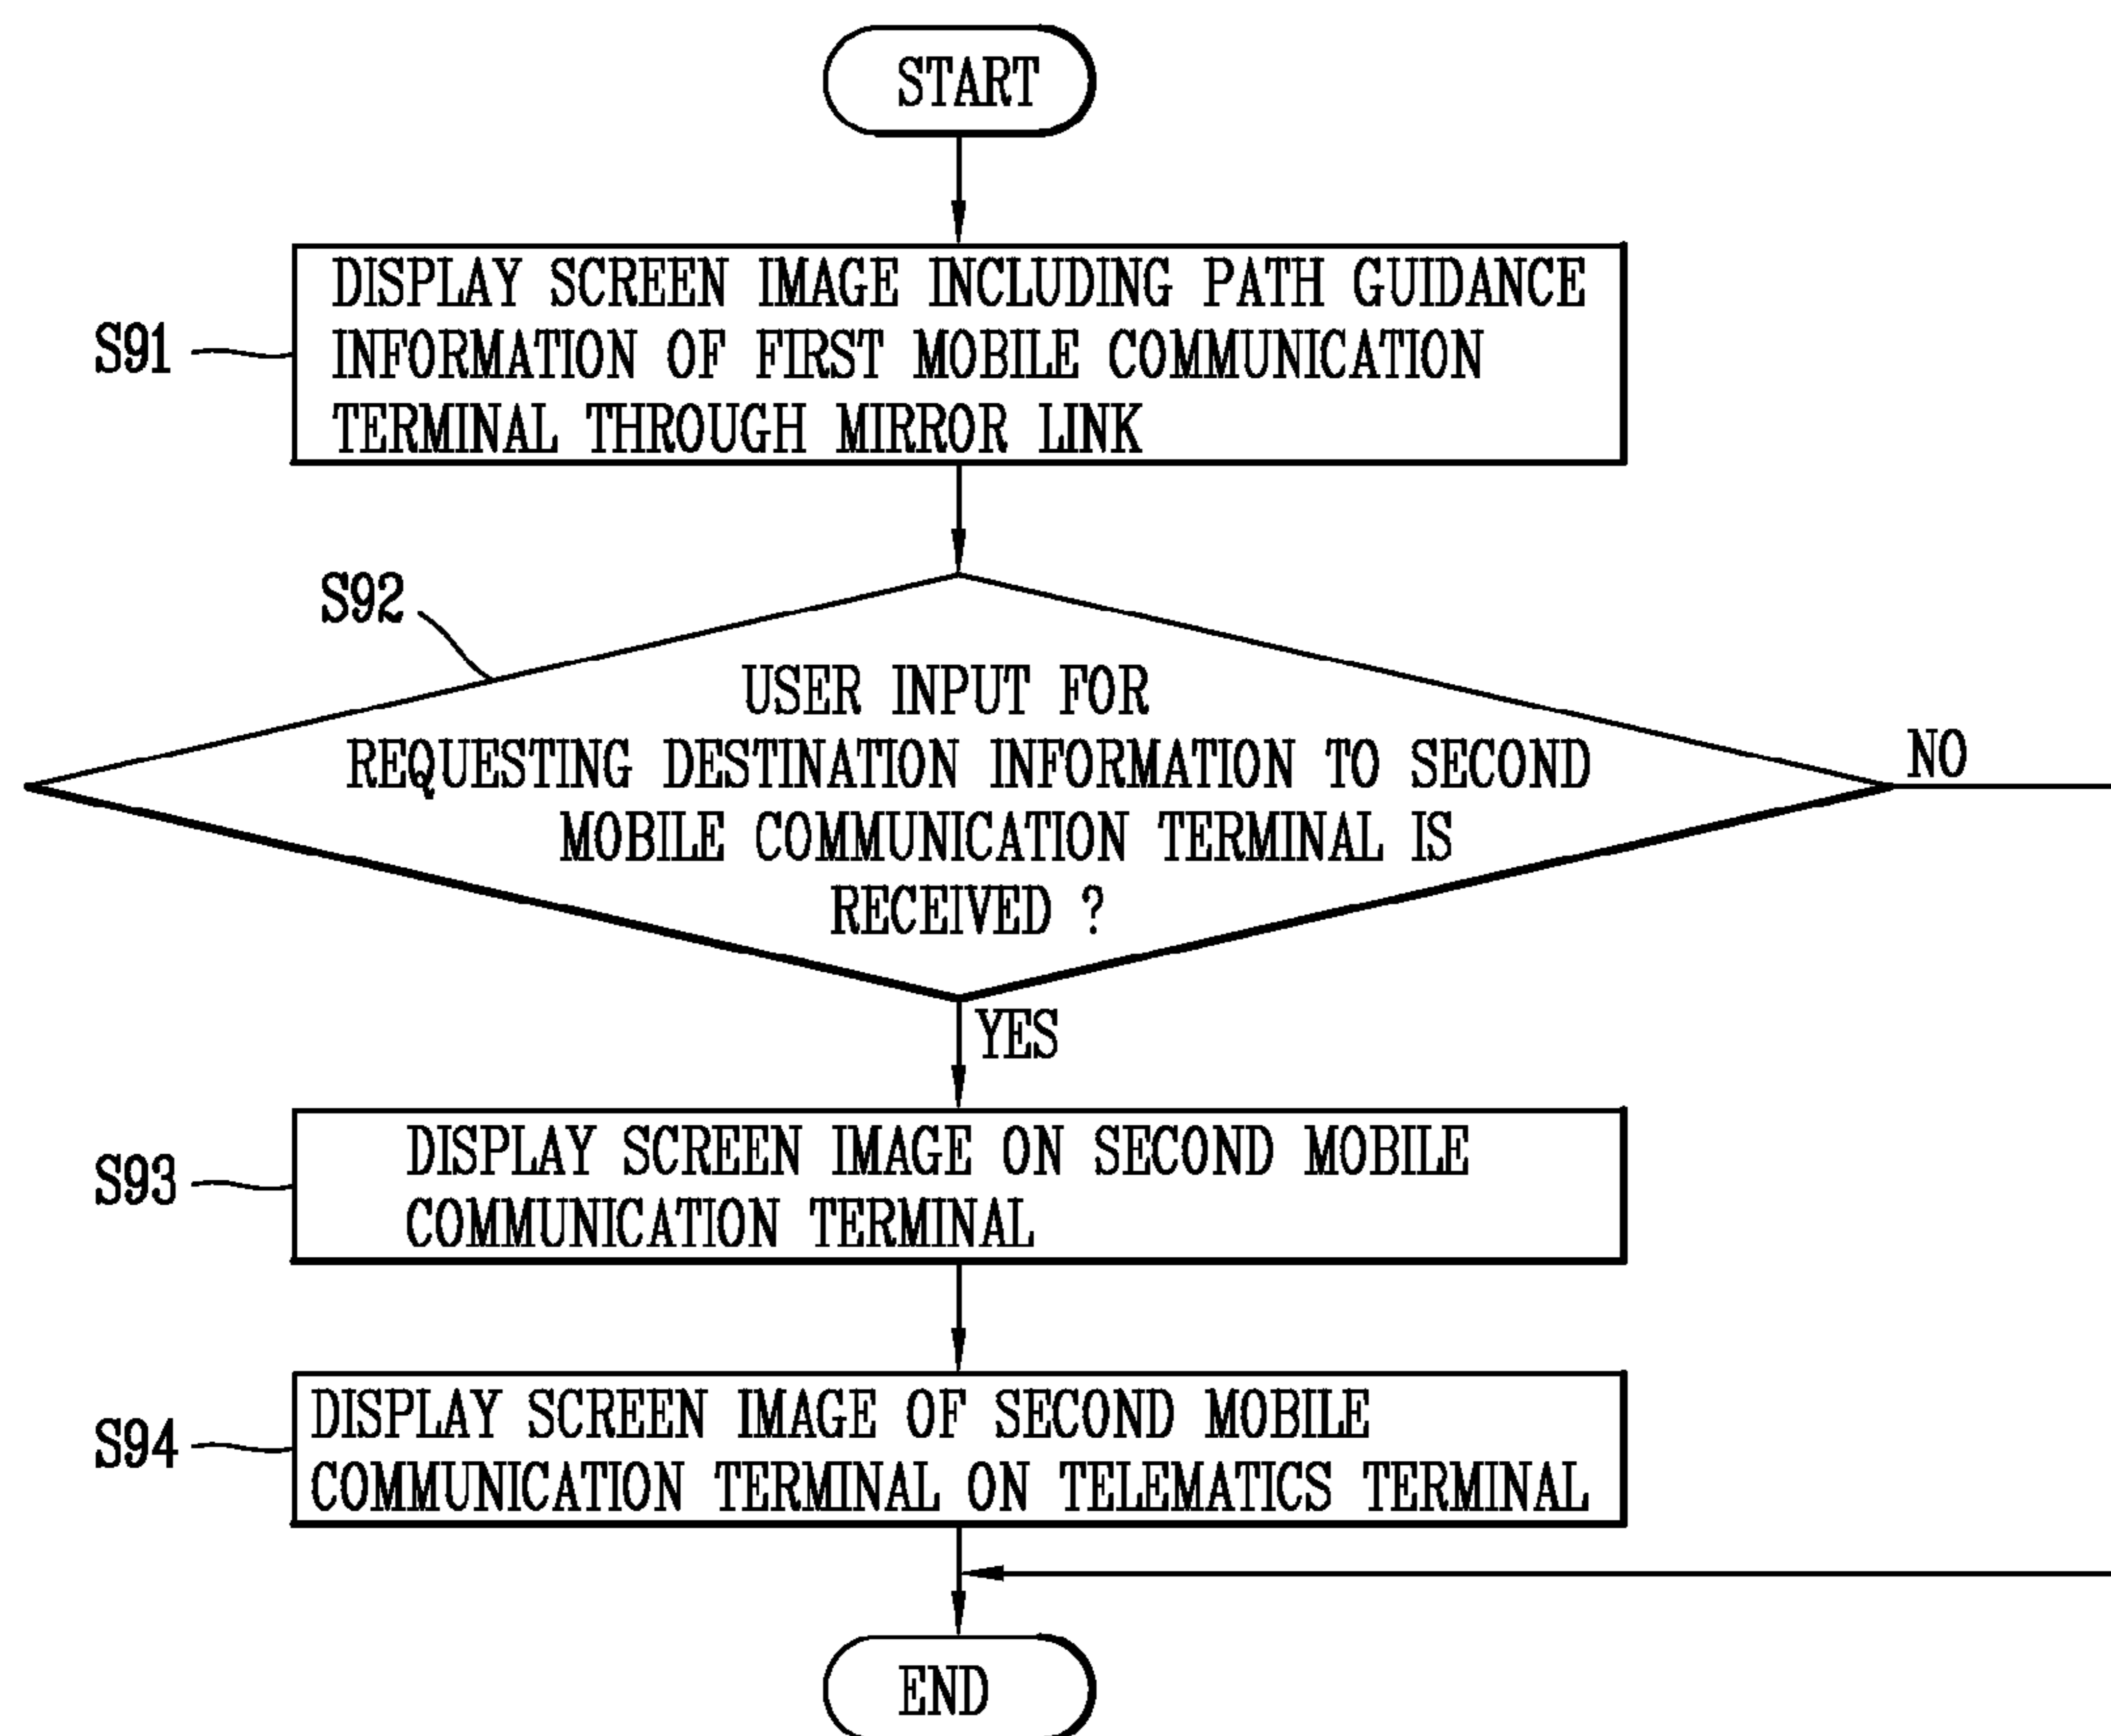 START
S91
DISPLAY SCREEN IMAGE INCLUDING PATH GUIDANCE
INFORMATION OF FIRST MOBILE COMMUNICATION
TERMINAL THROUGH MIRROR LINK
S92
USER INPUT FOR
REQUESTING DESTINATION INFORMATION TO SECOND
MOBILE COMMUNICATION TERMINAL IS
RECEIVED ?
NO
YES
S93
DISPLAY SCREEN IMAGE ON SECOND MOBILE
COMMUNICATION TERMINAL
S94
DISPLAY SCREEN IMAGE OF SECOND MOBILE
COMMUNICATION TERMINAL ON TELEMATICS TERMINAL
END